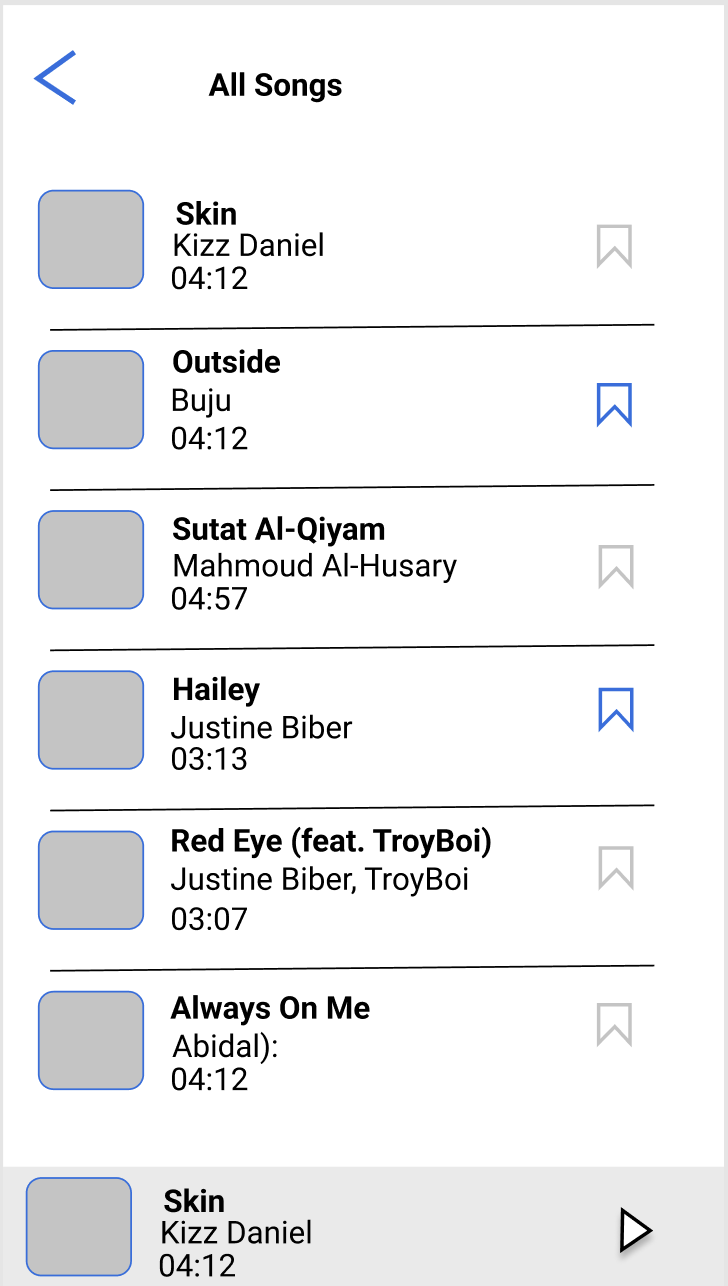 All Songs
Skin
Kizz Daniel
04:12
Outside
Buju
04:12
Sutat Al-Qiyam
Mahmoud Al-Husary
04:57
Hailey
Justine Biber
03:13
Red Eye (feat. TroyBoi)
Justine Biber, TroyBoi
03:07
Always On Me
Abidal):
04:12
Skin
Kizz Daniel
04:12